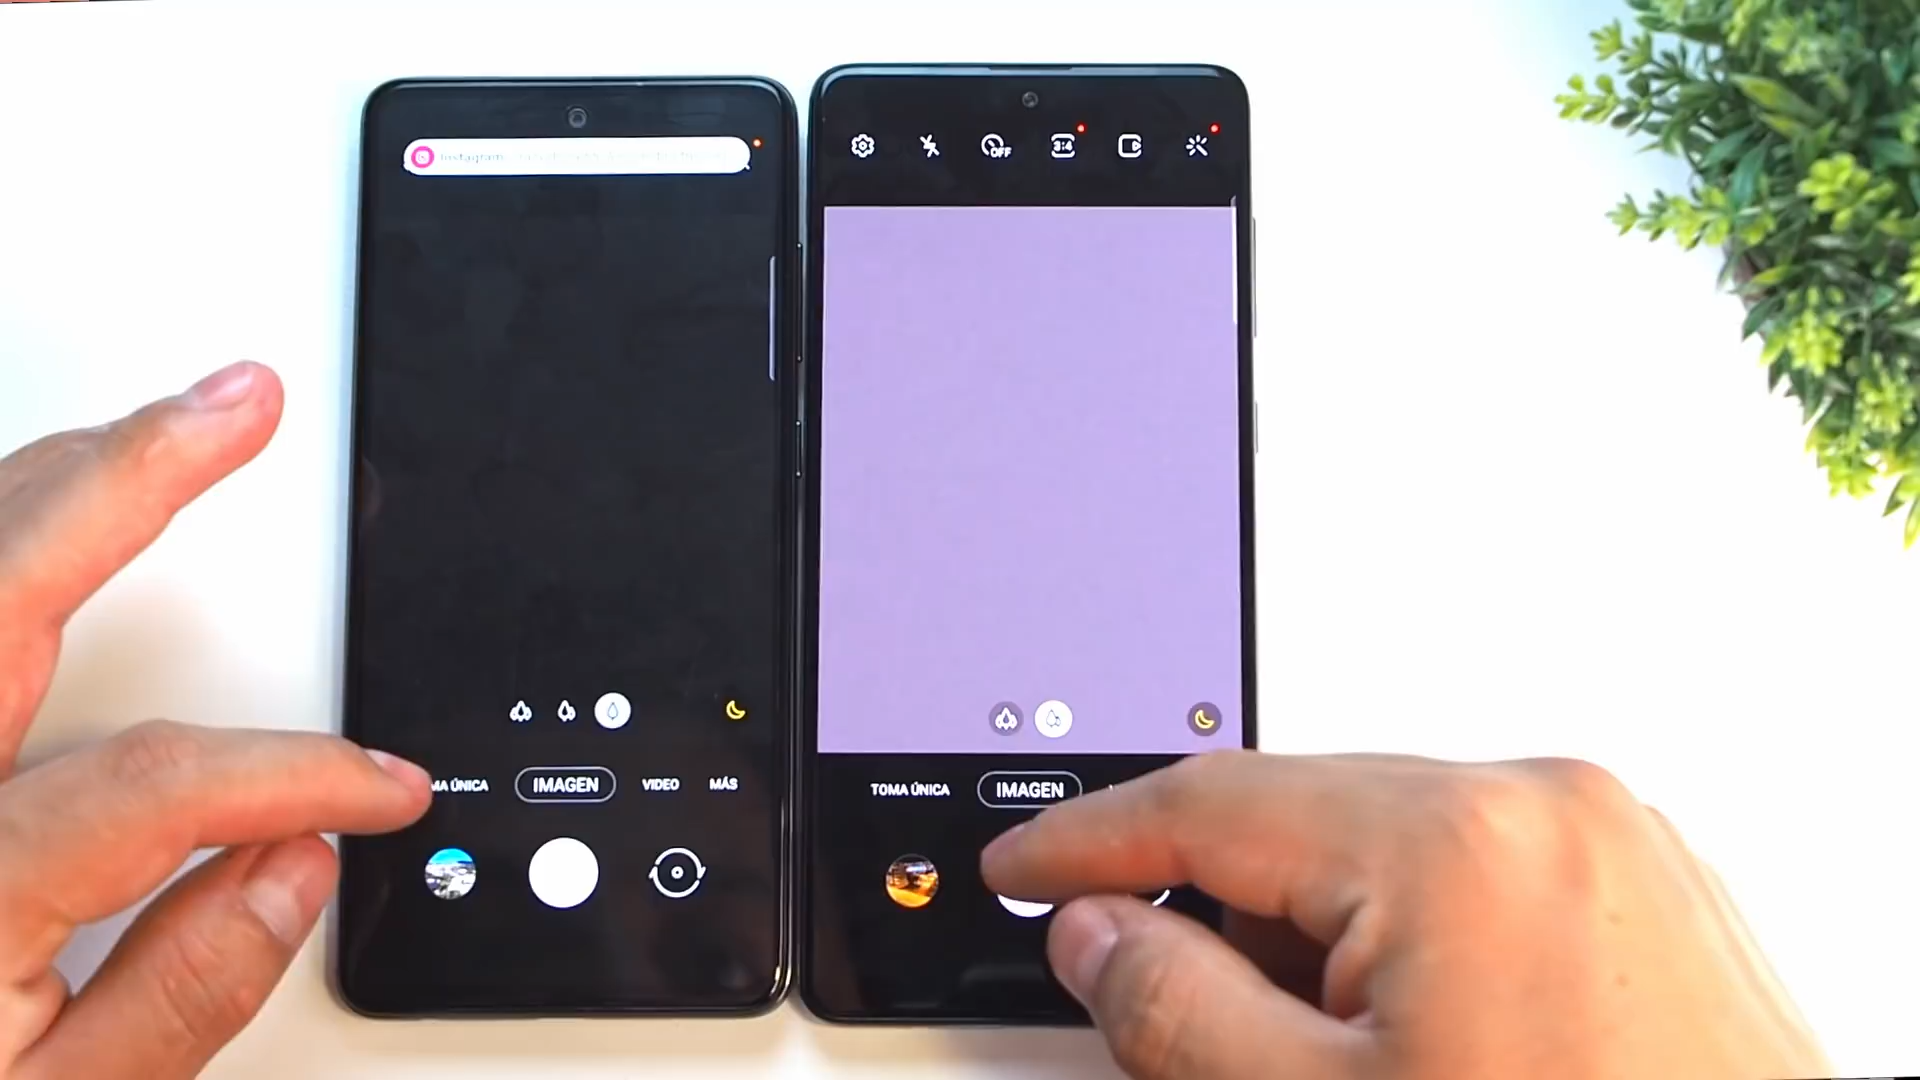 Instagram
OFF
3:4
MA ÚNICA
IMAGEN
VIDEO
MÁS
TOMA ÚNICA
IMAGEN